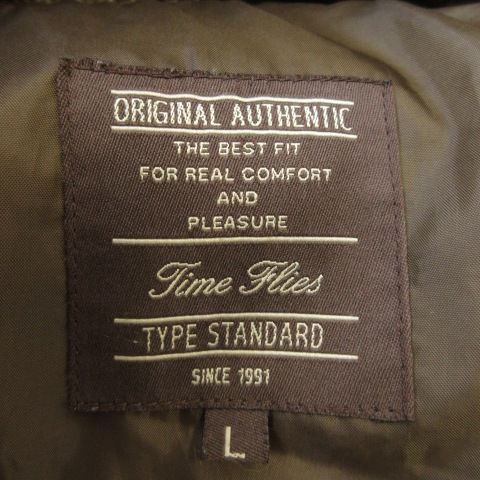 ORIGINAL AUTHENTIC
THE BEST FIT
FOR REAL COMFORT
AND
PLEASURE
Time Flies
TYPE STANDARD
SINCE 1991
L